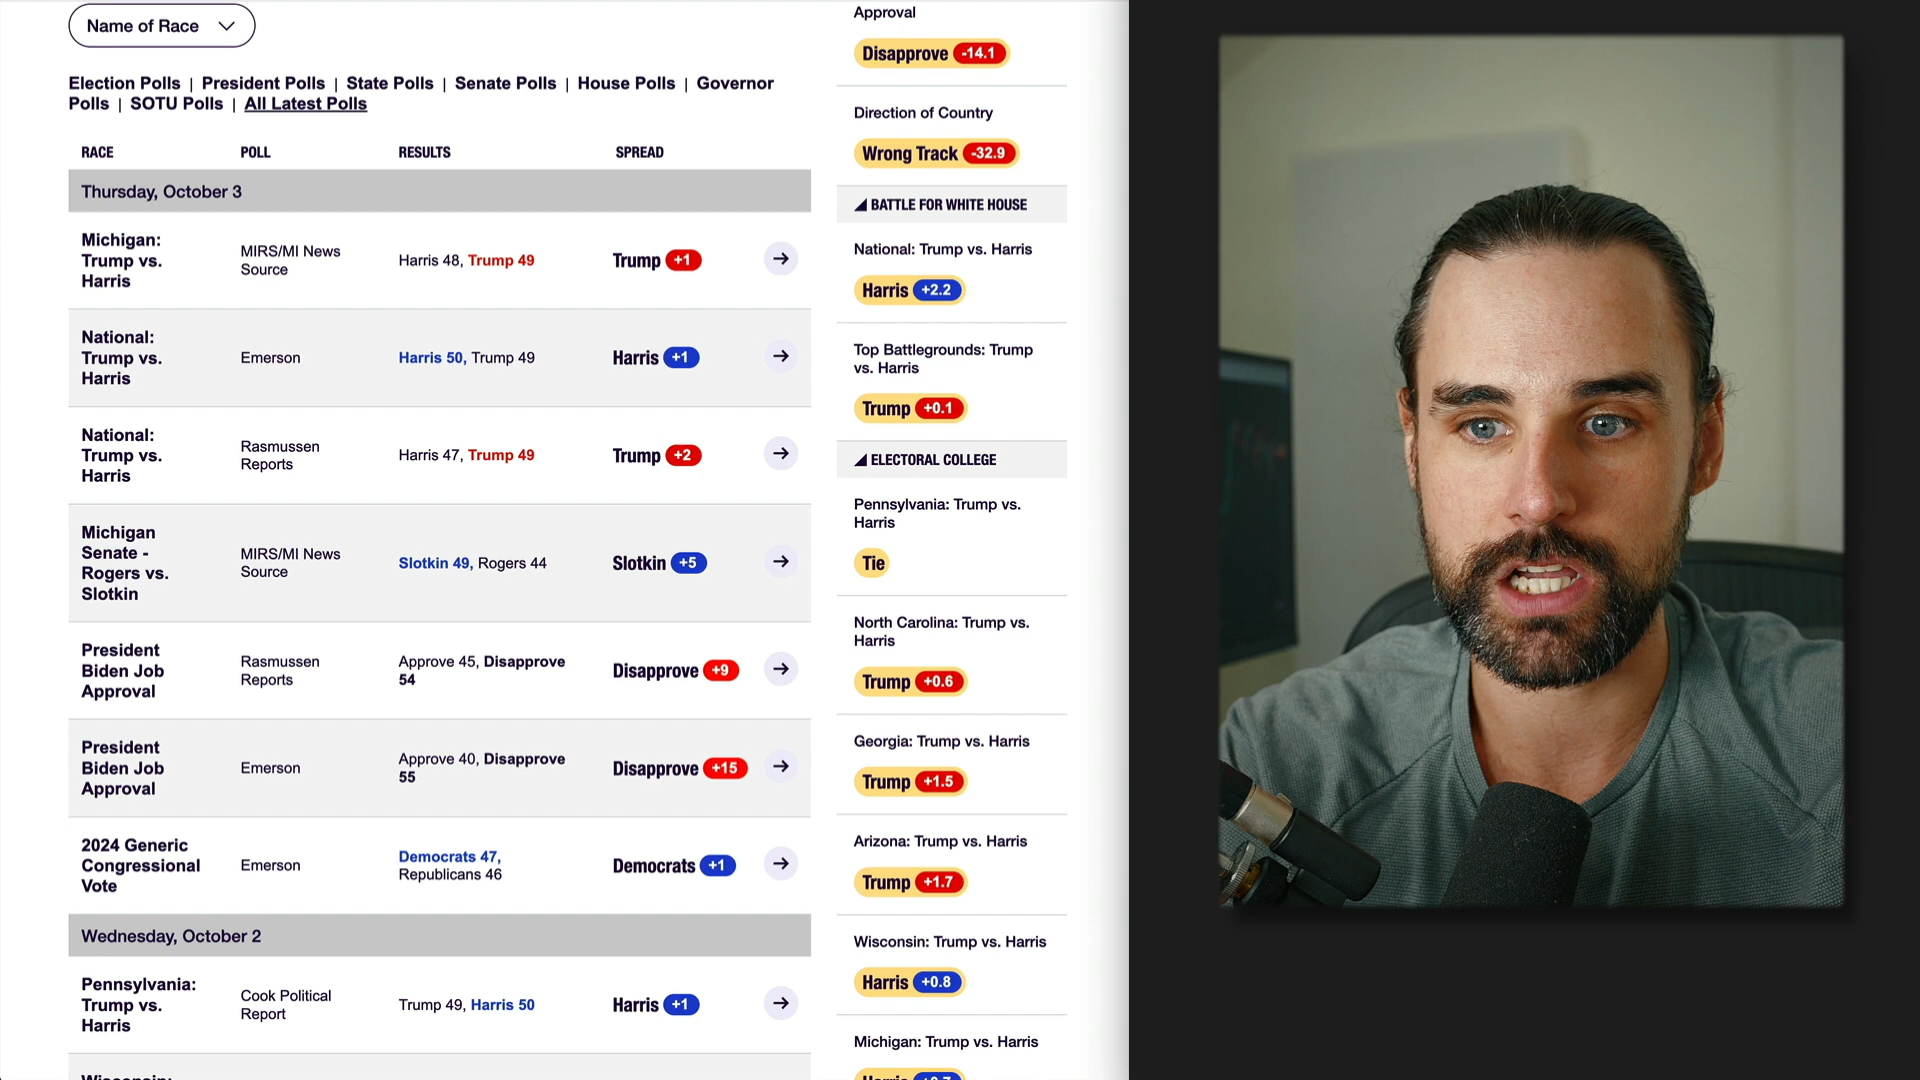 Name of Race
Election Polls | President Polls | State Polls | Senate Polls | House Polls | Governor
Polls | SOTU Polls | All Latest Polls
RACE POLL RESULTS SPREAD
Thursday, October 3
Michigan:
Trump vs.
Harris
MIRS/MI News
Source
Harris 48, Trump 49
Trump +1
National:
Trump vs.
Harris
Emerson
Harris 50, Trump 49
Harris +1
National:
Trump vs.
Harris
Rasmussen
Reports
Harris 47, Trump 49
Trump +2
Michigan
Senate -
Rogers vs.
Slotkin
MIRS/MI News
Source
Slotkin 49, Rogers 44
Slotkin +5
President
Biden Job
Approval
Rasmussen
Reports
Approve 45, Disapprove
54
Disapprove +9
President
Biden Job
Approval
Emerson
Approve 40, Disapprove
55
Disapprove +15
2024 Generic
Congressional
Vote
Emerson
Democrats 47,
Republicans 46
Democrats +1
Wednesday, October 2
Pennsylvania:
Trump vs.
Harris
Cook Political
Report
Trump 49, Harris 50
Harris +1
Approval
Disapprove -14.1
Direction of Country
Wrong Track -32.9
BATTLE FOR WHITE HOUSE
National: Trump vs. Harris
Harris +2.2
Top Battlegrounds: Trump
vs. Harris
Trump +0.1
ELECTORAL COLLEGE
Pennsylvania: Trump vs.
Harris
Tie
North Carolina: Trump vs.
Harris
Trump +0.6
Georgia: Trump vs. Harris
Trump +1.5
Arizona: Trump vs. Harris
Trump +1.7
Wisconsin: Trump vs. Harris
Harris +0.8
Michigan: Trump vs. Harris